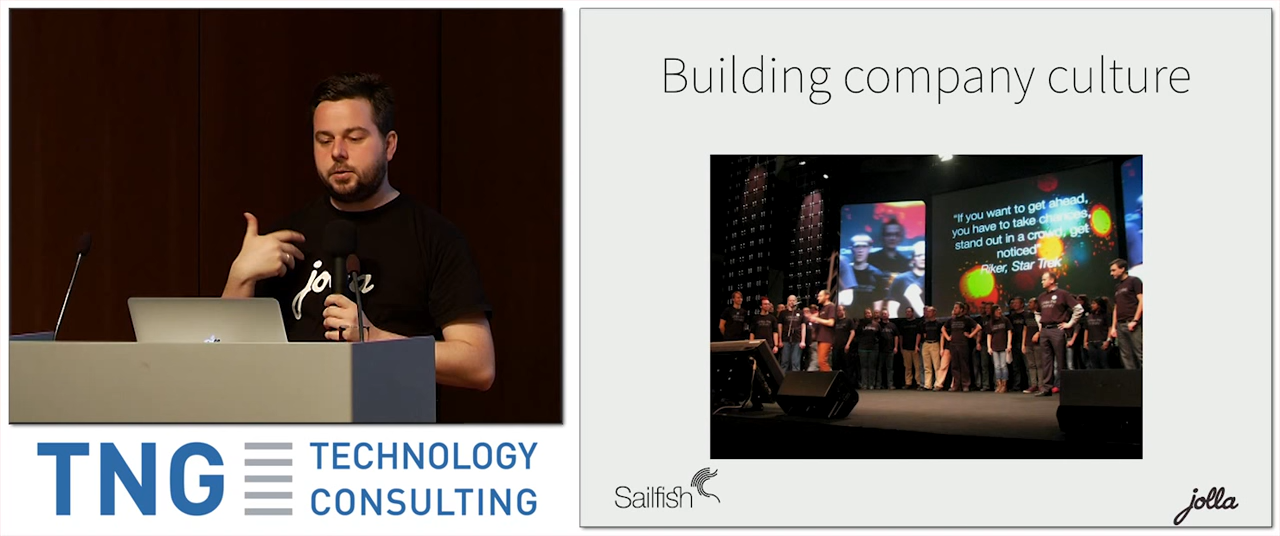 jolla
TNG TECHNOLOGY
CONSULTING
Building company culture
"If you want to get ahead,
you have to take chances,
stand out in a crowd, get
noticed"
Riker, Star Trek
Sailfish
jolla